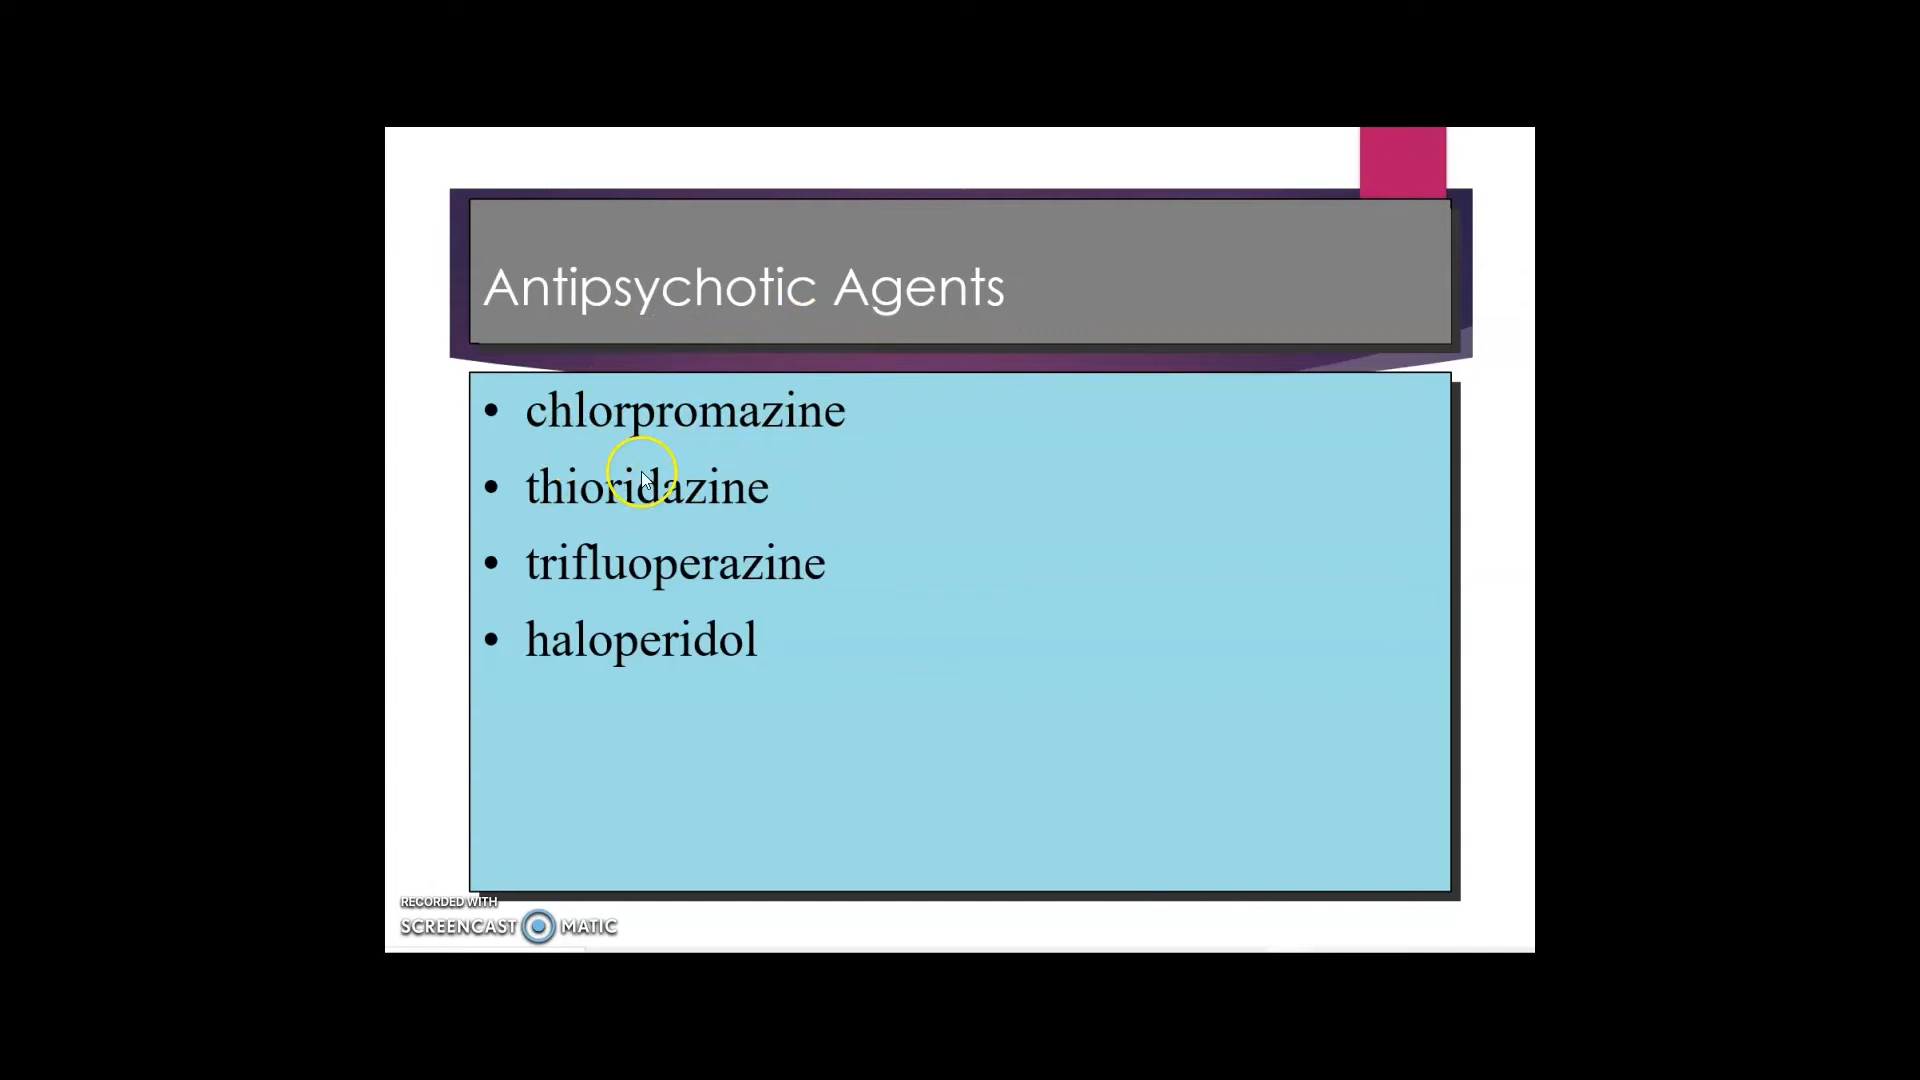 Antipsychotic Agents
• chlorpromazine
• thioridazine
• trifluoperazine
• haloperidol
RECORDED WITH
SCREENCAST MATIC